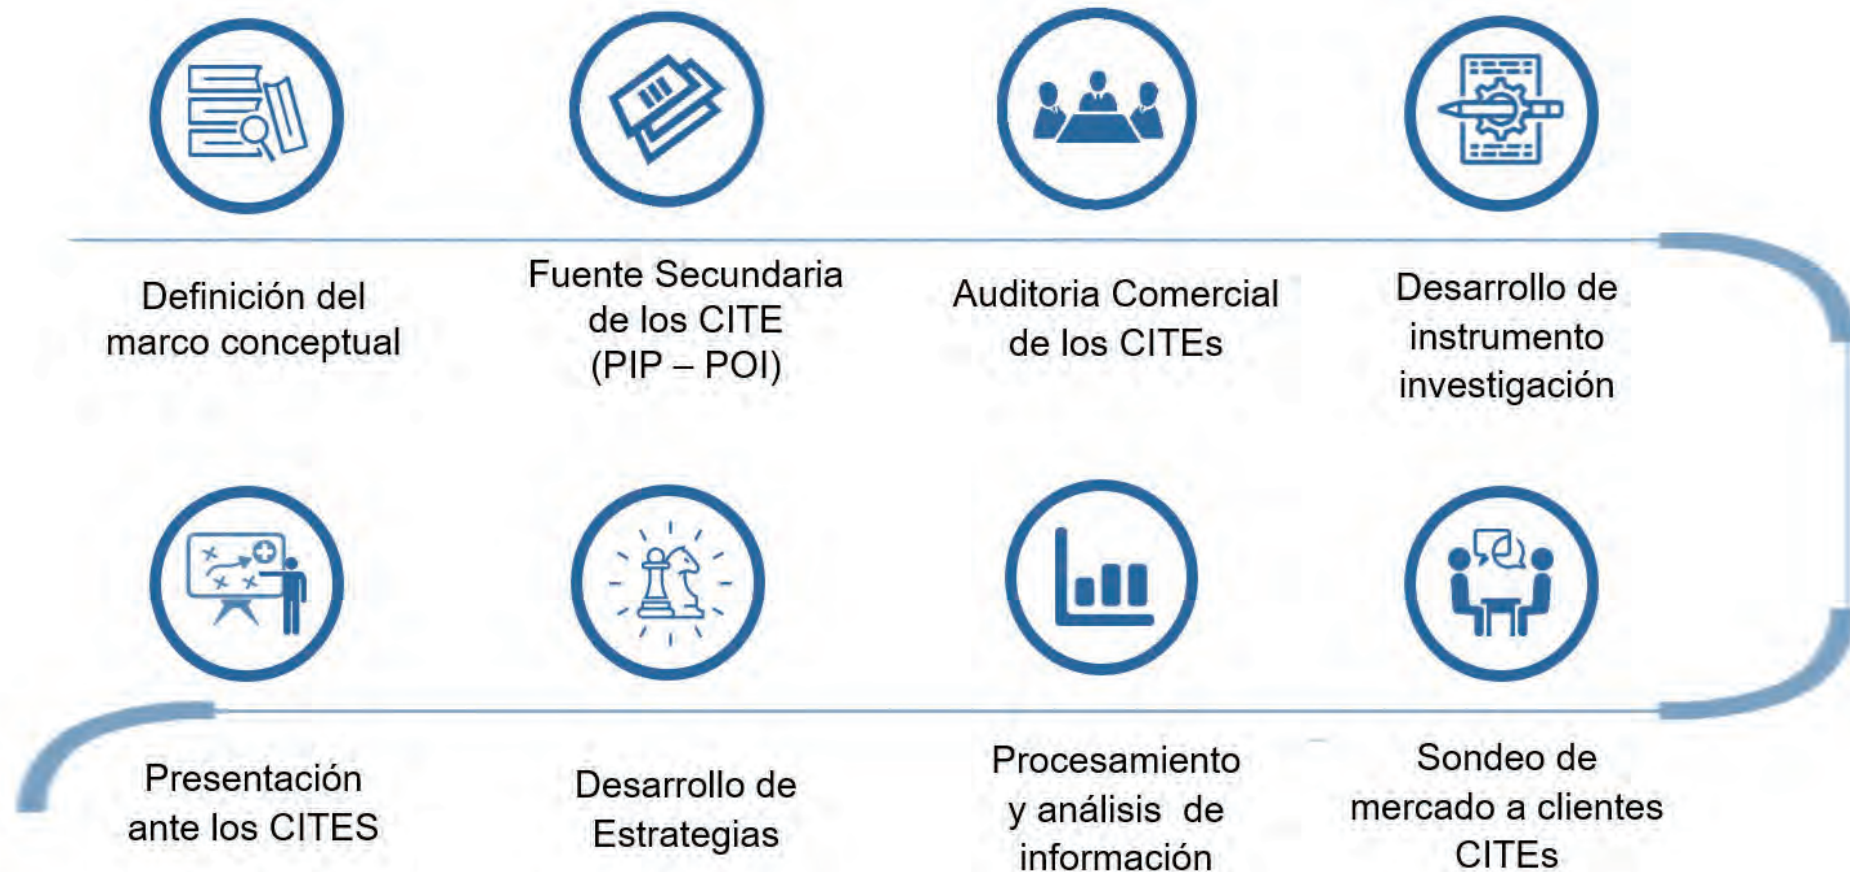 Definición del
marco conceptual
Fuente Secundaria
de los CITE
(PIP – POI)
Auditoria Comercial
de los CITEs
Desarrollo de
instrumento
investigación
Presentación
ante los CITES
Desarrollo de
Estrategias
Procesamiento
y análisis de
información
Sondeo de
mercado a clientes
CITEs